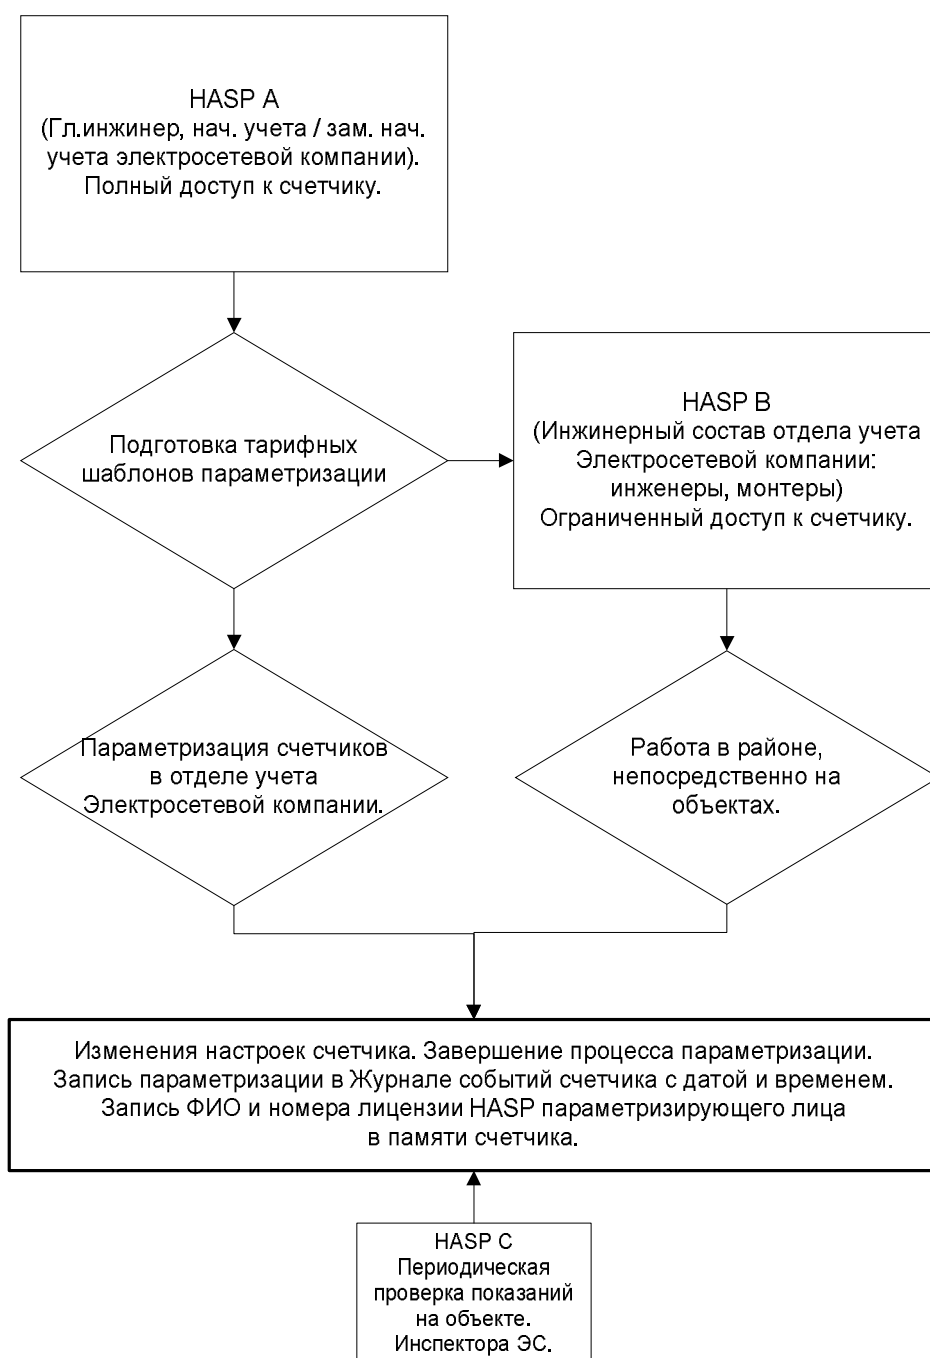 HASP A
(Гл.инжинер, нач. учета / зам. нач.
учета электросетевой компании).
Полный доступ к счетчику.
Подготовка тарифных
шаблонов параметризации
HASP B
(Инжинерный состав отдела учета
Электросетевой компании:
инженеры, монтеры)
Ограниченный доступ к счетчику.
Параметризация счетчиков
в отделе учета
Электросетевой компании.
Работа в районе,
непосредственно на
объектах.
Изменения настроек счетчика. Завершение процесса параметризации.
Запись параметризации в Журнале событий счетчика с датой и временем.
Запись ФИО и номера лицензии HASP параметризирующего лица
в памяти счетчика.
HASP C
Периодическая
проверка показаний
на объекте.
Инспектора ЭС.